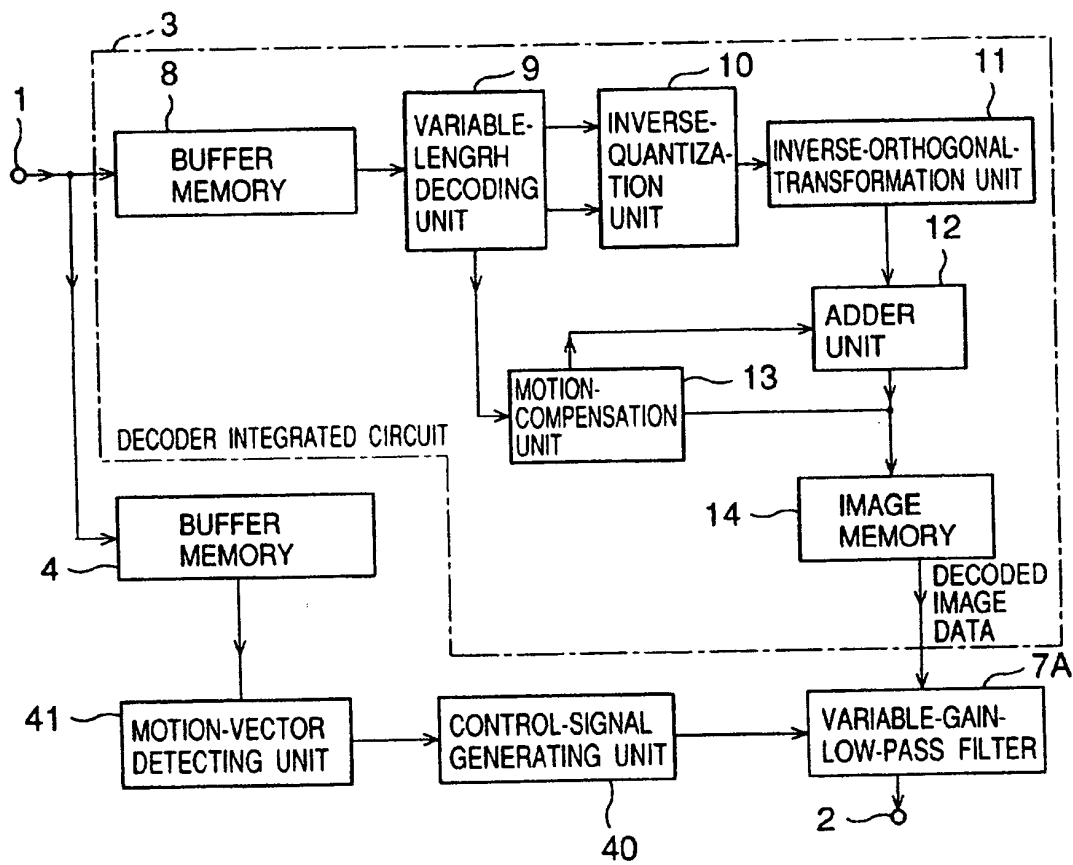 3
8
9
10
11
1
BUFFER
MEMORY
VARIABLE-
LENGRH
DECODING
UNIT
INVERSE-
QUANTIZA-
TION
UNIT
INVERSE-ORTHOGONAL-
TRANSFORMATION UNIT
12
ADDER
UNIT
13
MOTION-
COMPENSATION
UNIT
DECODER INTEGRATED CIRCUIT
14
IMAGE
MEMORY
BUFFER
MEMORY
4
DECODED
IMAGE
DATA
7A
41
MOTION-VECTOR
DETECTING UNIT
CONTROL-SIGNAL
GENERATING UNIT
VARIABLE-GAIN-
LOW-PASS FILTER
40
2